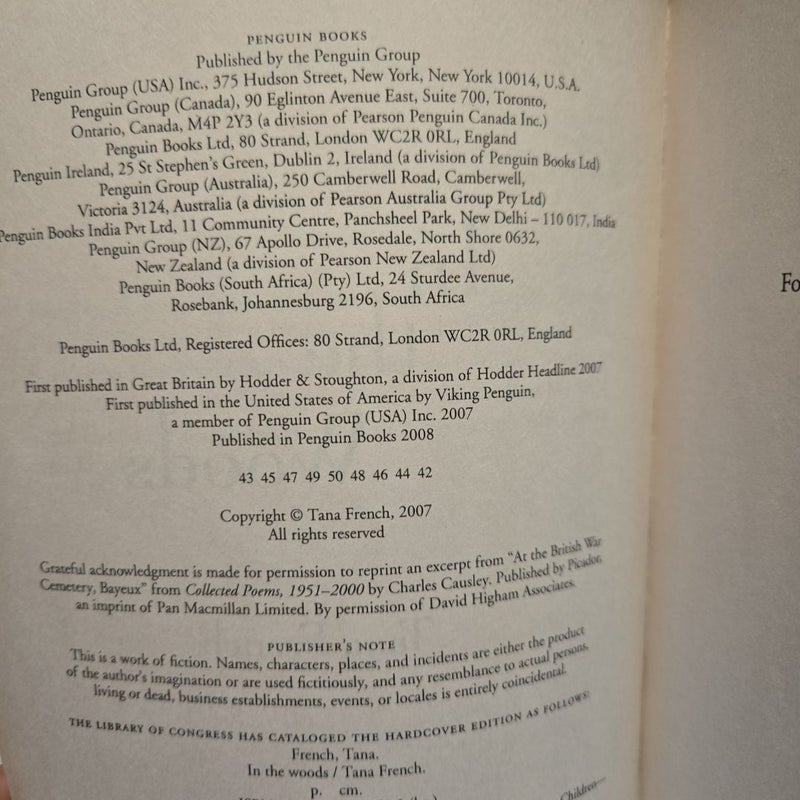 PENGUIN BOOKS
Published by the Penguin Group
Penguin Group (USA) Inc., 375 Hudson Street, New York, New York 10014, U.S.A.
Penguin Group (Canada), 90 Eglinton Avenue East, Suite 700, Toronto,
Ontario, Canada, M4P 2Y3 (a division of Pearson Penguin Canada Inc.)
Penguin Books Ltd, 80 Strand, London WC2R 0RL, England
Penguin Ireland, 25 St Stephen's Green, Dublin 2, Ireland (a division of Penguin Books Ltd)
Penguin Group (Australia), 250 Camberwell Road, Camberwell,
Victoria 3124, Australia (a division of Pearson Australia Group Pty Ltd)
Penguin Books India Pvt Ltd, 11 Community Centre, Panchsheel Park, New Delhi – 110 017, India
Penguin Group (NZ), 67 Apollo Drive, Rosedale, North Shore 0632,
New Zealand (a division of Pearson New Zealand Ltd)
Penguin Books (South Africa) (Pty) Ltd, 24 Sturdee Avenue,
Rosebank, Johannesburg 2196, South Africa
Penguin Books Ltd, Registered Offices: 80 Strand, London WC2R 0RL, England
First published in Great Britain by Hodder & Stoughton, a division of Hodder Headline 2007
First published in the United States of America by Viking Penguin,
a member of Penguin Group (USA) Inc. 2007
Published in Penguin Books 2008
43 45 47 49 50 48 46 44 42
Copyright © Tana French, 2007
All rights reserved
Grateful acknowledgment is made for permission to reprint an excerpt from "At the British War
Cemetery, Bayeux" from Collected Poems, 1951–2000 by Charles Causley. Published by Picador,
an imprint of Pan Macmillan Limited. By permission of David Higham Associates.
PUBLISHER'S NOTE
This is a work of fiction. Names, characters, places, and incidents are either the product
of the author's imagination or are used fictitiously, and any resemblance to actual persons,
living or dead, business establishments, events, or locales is entirely coincidental.
THE LIBRARY OF CONGRESS HAS CATALOGED THE HARDCOVER EDITION AS FOLLOWS:
French, Tana.
In the woods / Tana French.
p. cm.
Children—
Fo